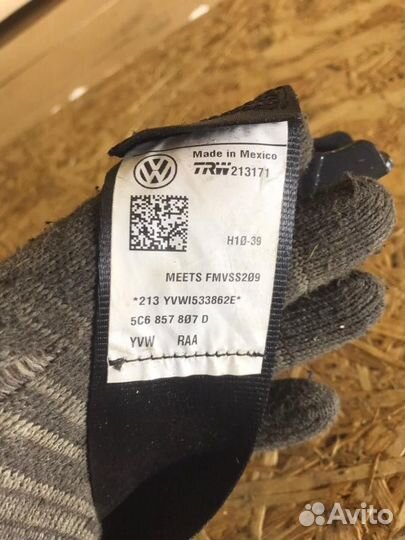 Made in Mexico
TRW 213171
H10-39
MEETS FMVSS209
*213 YVWI533862E*
5C6 857 807 D
YVW RAA
Avito